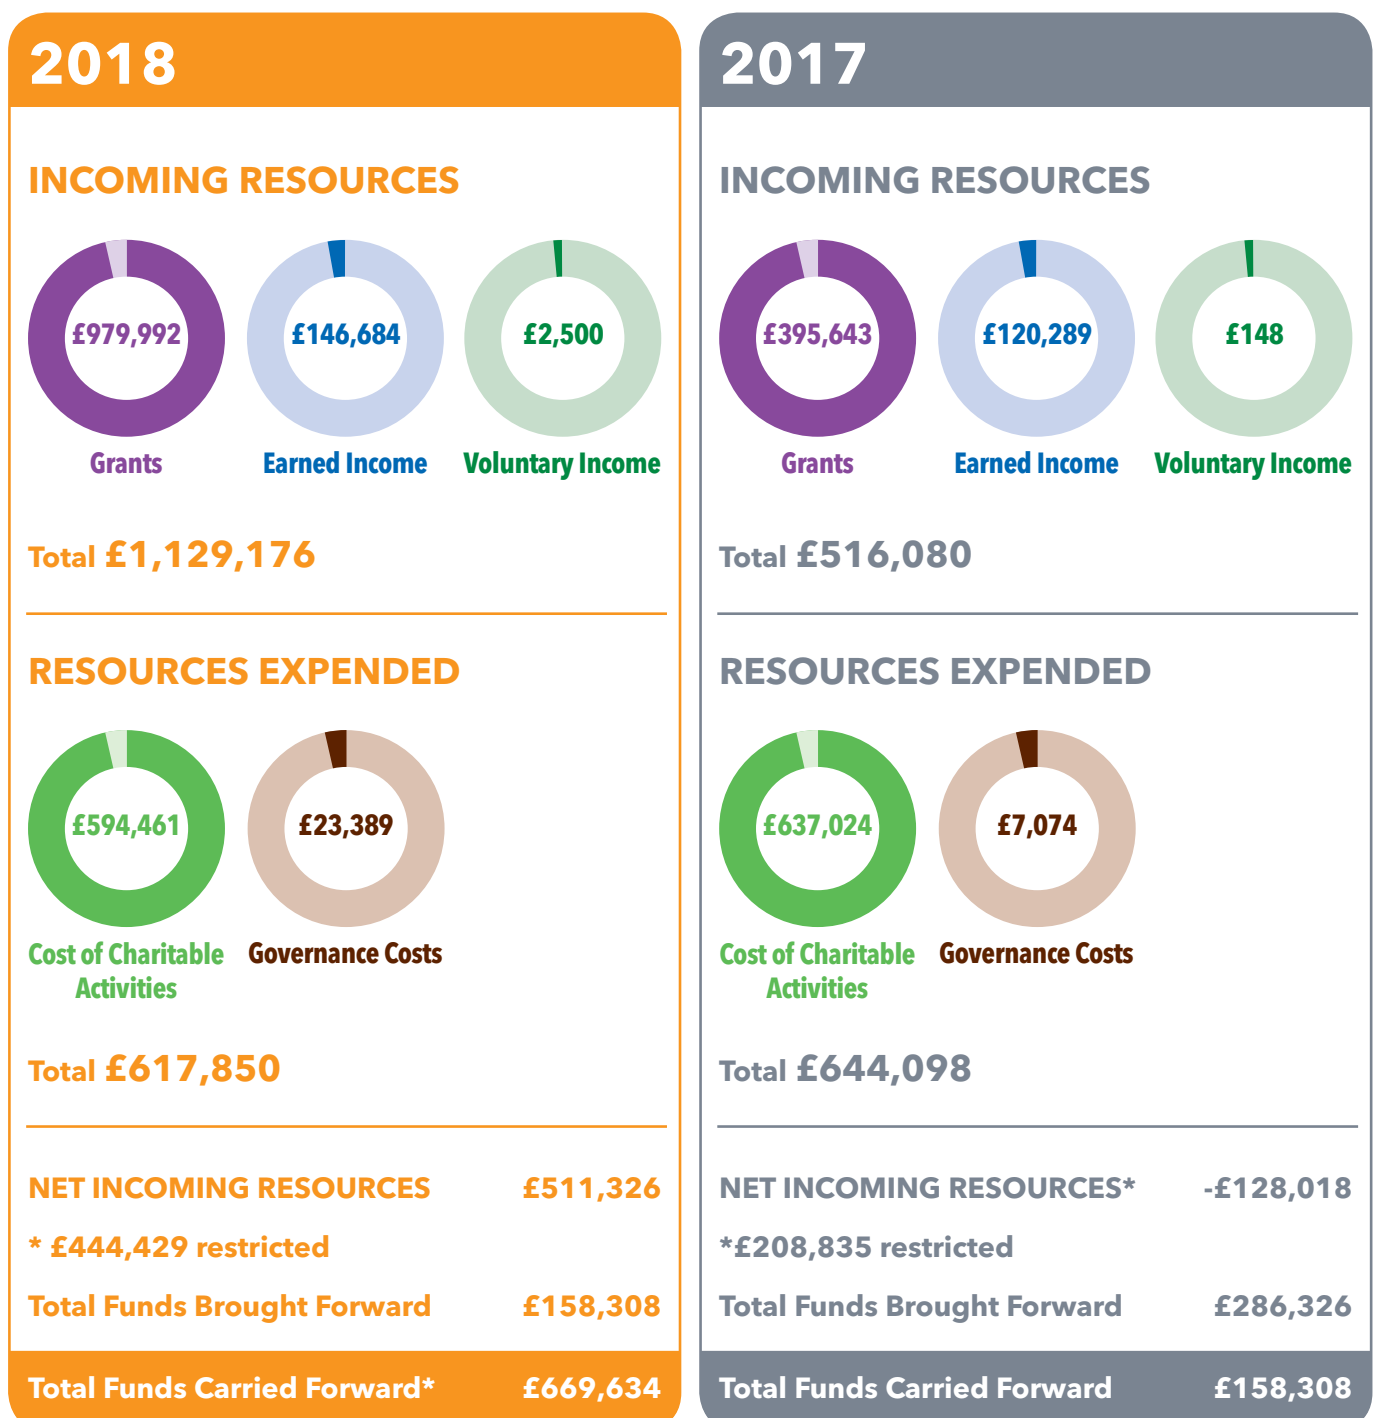 2018
INCOMING RESOURCES
£979,992
£146,684
£2,500
Grants
Earned Income
Voluntary Income
Total £1,129,176
RESOURCES EXPENDED
£594,461
£23,389
Cost of Charitable
Activities
Governance Costs
Total £617,850
NET INCOMING RESOURCES £511,326
* £444,429 restricted
Total Funds Brought Forward £158,308
Total Funds Carried Forward* £669,634
2017
INCOMING RESOURCES
£395,643
£120,289
£148
Grants
Earned Income
Voluntary Income
Total £516,080
RESOURCES EXPENDED
£637,024
£7,074
Cost of Charitable
Activities
Governance Costs
Total £644,098
NET INCOMING RESOURCES* -£128,018
*£208,835 restricted
Total Funds Brought Forward £286,326
Total Funds Carried Forward £158,308